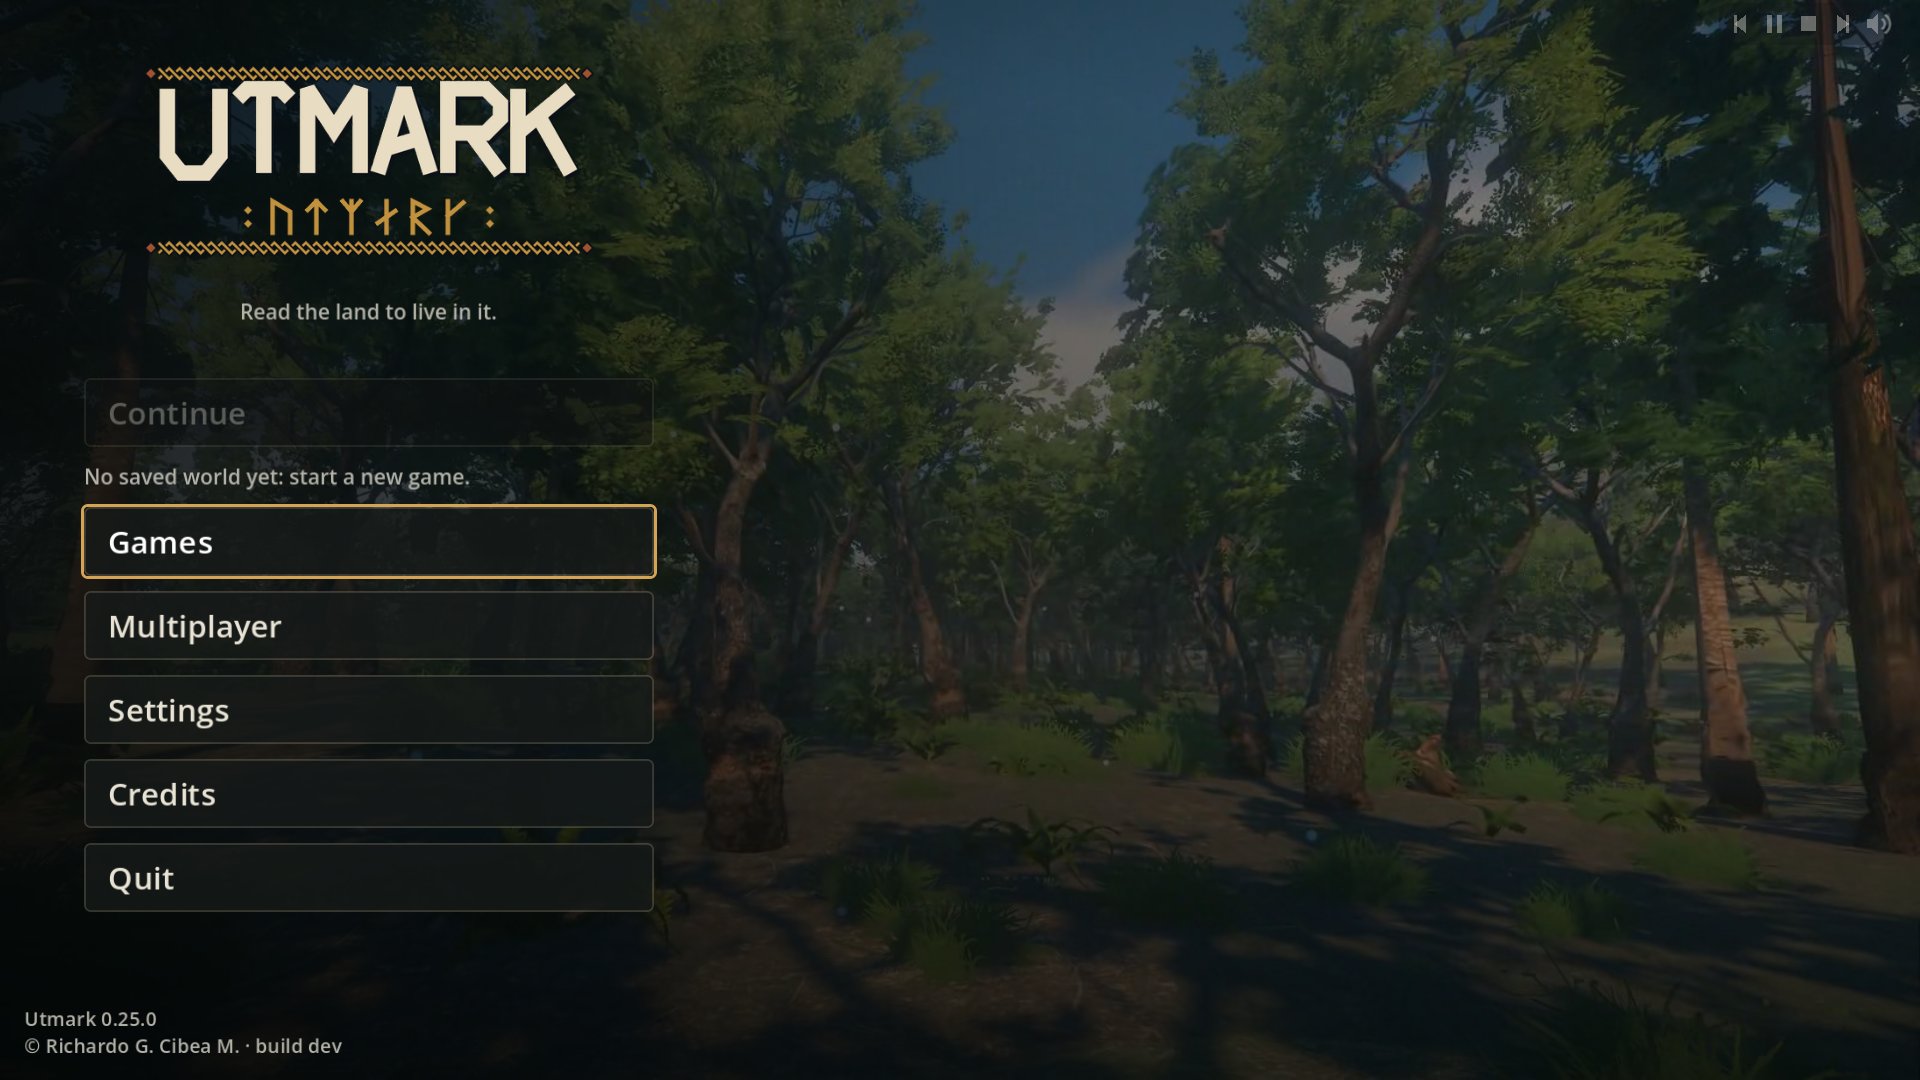 UTMARK
᛬ᚢᛏᛉᚽᚱᚴ᛬
Read the land to live in it.
Continue
No saved world yet: start a new game.
Games
Multiplayer
Settings
Credits
Quit
Utmark 0.25.0
© Richardo G. Cibea M. · build dev